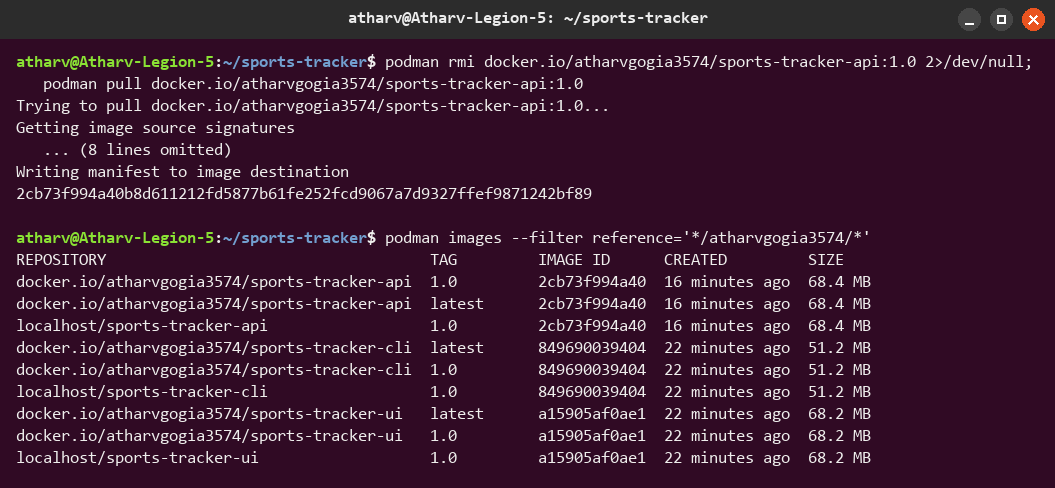 atharv@Atharv-Legion-5: ~/sports-tracker
atharv@Atharv-Legion-5:~/sports-tracker$ podman rmi docker.io/atharvgogia3574/sports-tracker-api:1.0 2>/dev/null;
podman pull docker.io/atharvgogia3574/sports-tracker-api:1.0
Trying to pull docker.io/atharvgogia3574/sports-tracker-api:1.0...
Getting image source signatures
... (8 lines omitted)
Writing manifest to image destination
2cb73f994a40b8d611212fd5877b61fe252fcd9067a7d9327ffef9871242bf89
atharv@Atharv-Legion-5:~/sports-tracker$ podman images --filter reference='*/atharvgogia3574/*'
REPOSITORY TAG IMAGE ID CREATED SIZE
docker.io/atharvgogia3574/sports-tracker-api 1.0 2cb73f994a40 16 minutes ago 68.4 MB
docker.io/atharvgogia3574/sports-tracker-api latest 2cb73f994a40 16 minutes ago 68.4 MB
localhost/sports-tracker-api 1.0 2cb73f994a40 16 minutes ago 68.4 MB
docker.io/atharvgogia3574/sports-tracker-cli latest 849690039404 22 minutes ago 51.2 MB
docker.io/atharvgogia3574/sports-tracker-cli 1.0 849690039404 22 minutes ago 51.2 MB
localhost/sports-tracker-cli 1.0 849690039404 22 minutes ago 51.2 MB
docker.io/atharvgogia3574/sports-tracker-ui latest a15905af0ae1 22 minutes ago 68.2 MB
docker.io/atharvgogia3574/sports-tracker-ui 1.0 a15905af0ae1 22 minutes ago 68.2 MB
localhost/sports-tracker-ui 1.0 a15905af0ae1 22 minutes ago 68.2 MB